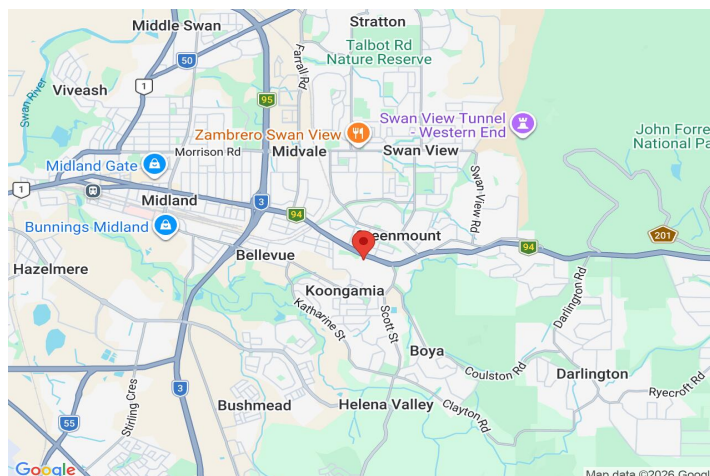 Middle Swan
Stratton
Talbot Rd
Nature Reserve
Farrall Rd
50
1
95
Viveash
Swan River
Zambrero Swan View
Swan View Tunnel
- Western End
John Forre
National Pa
Morrison Rd
Midvale
Swan View
Midland Gate
1
Midland
3
94
Swan View Rd
Bunnings Midland
eenmount
94
201
Bellevue
Hazelmere
Koongamia
Darlington Rd
Katharine St
Scott St
Boya
Coulston Rd
Darlington
Stirling Cres
3
Bushmead
Helena Valley
Clayton Rd
Ryecroft Rd
55
Google
Map data ©2026 Google